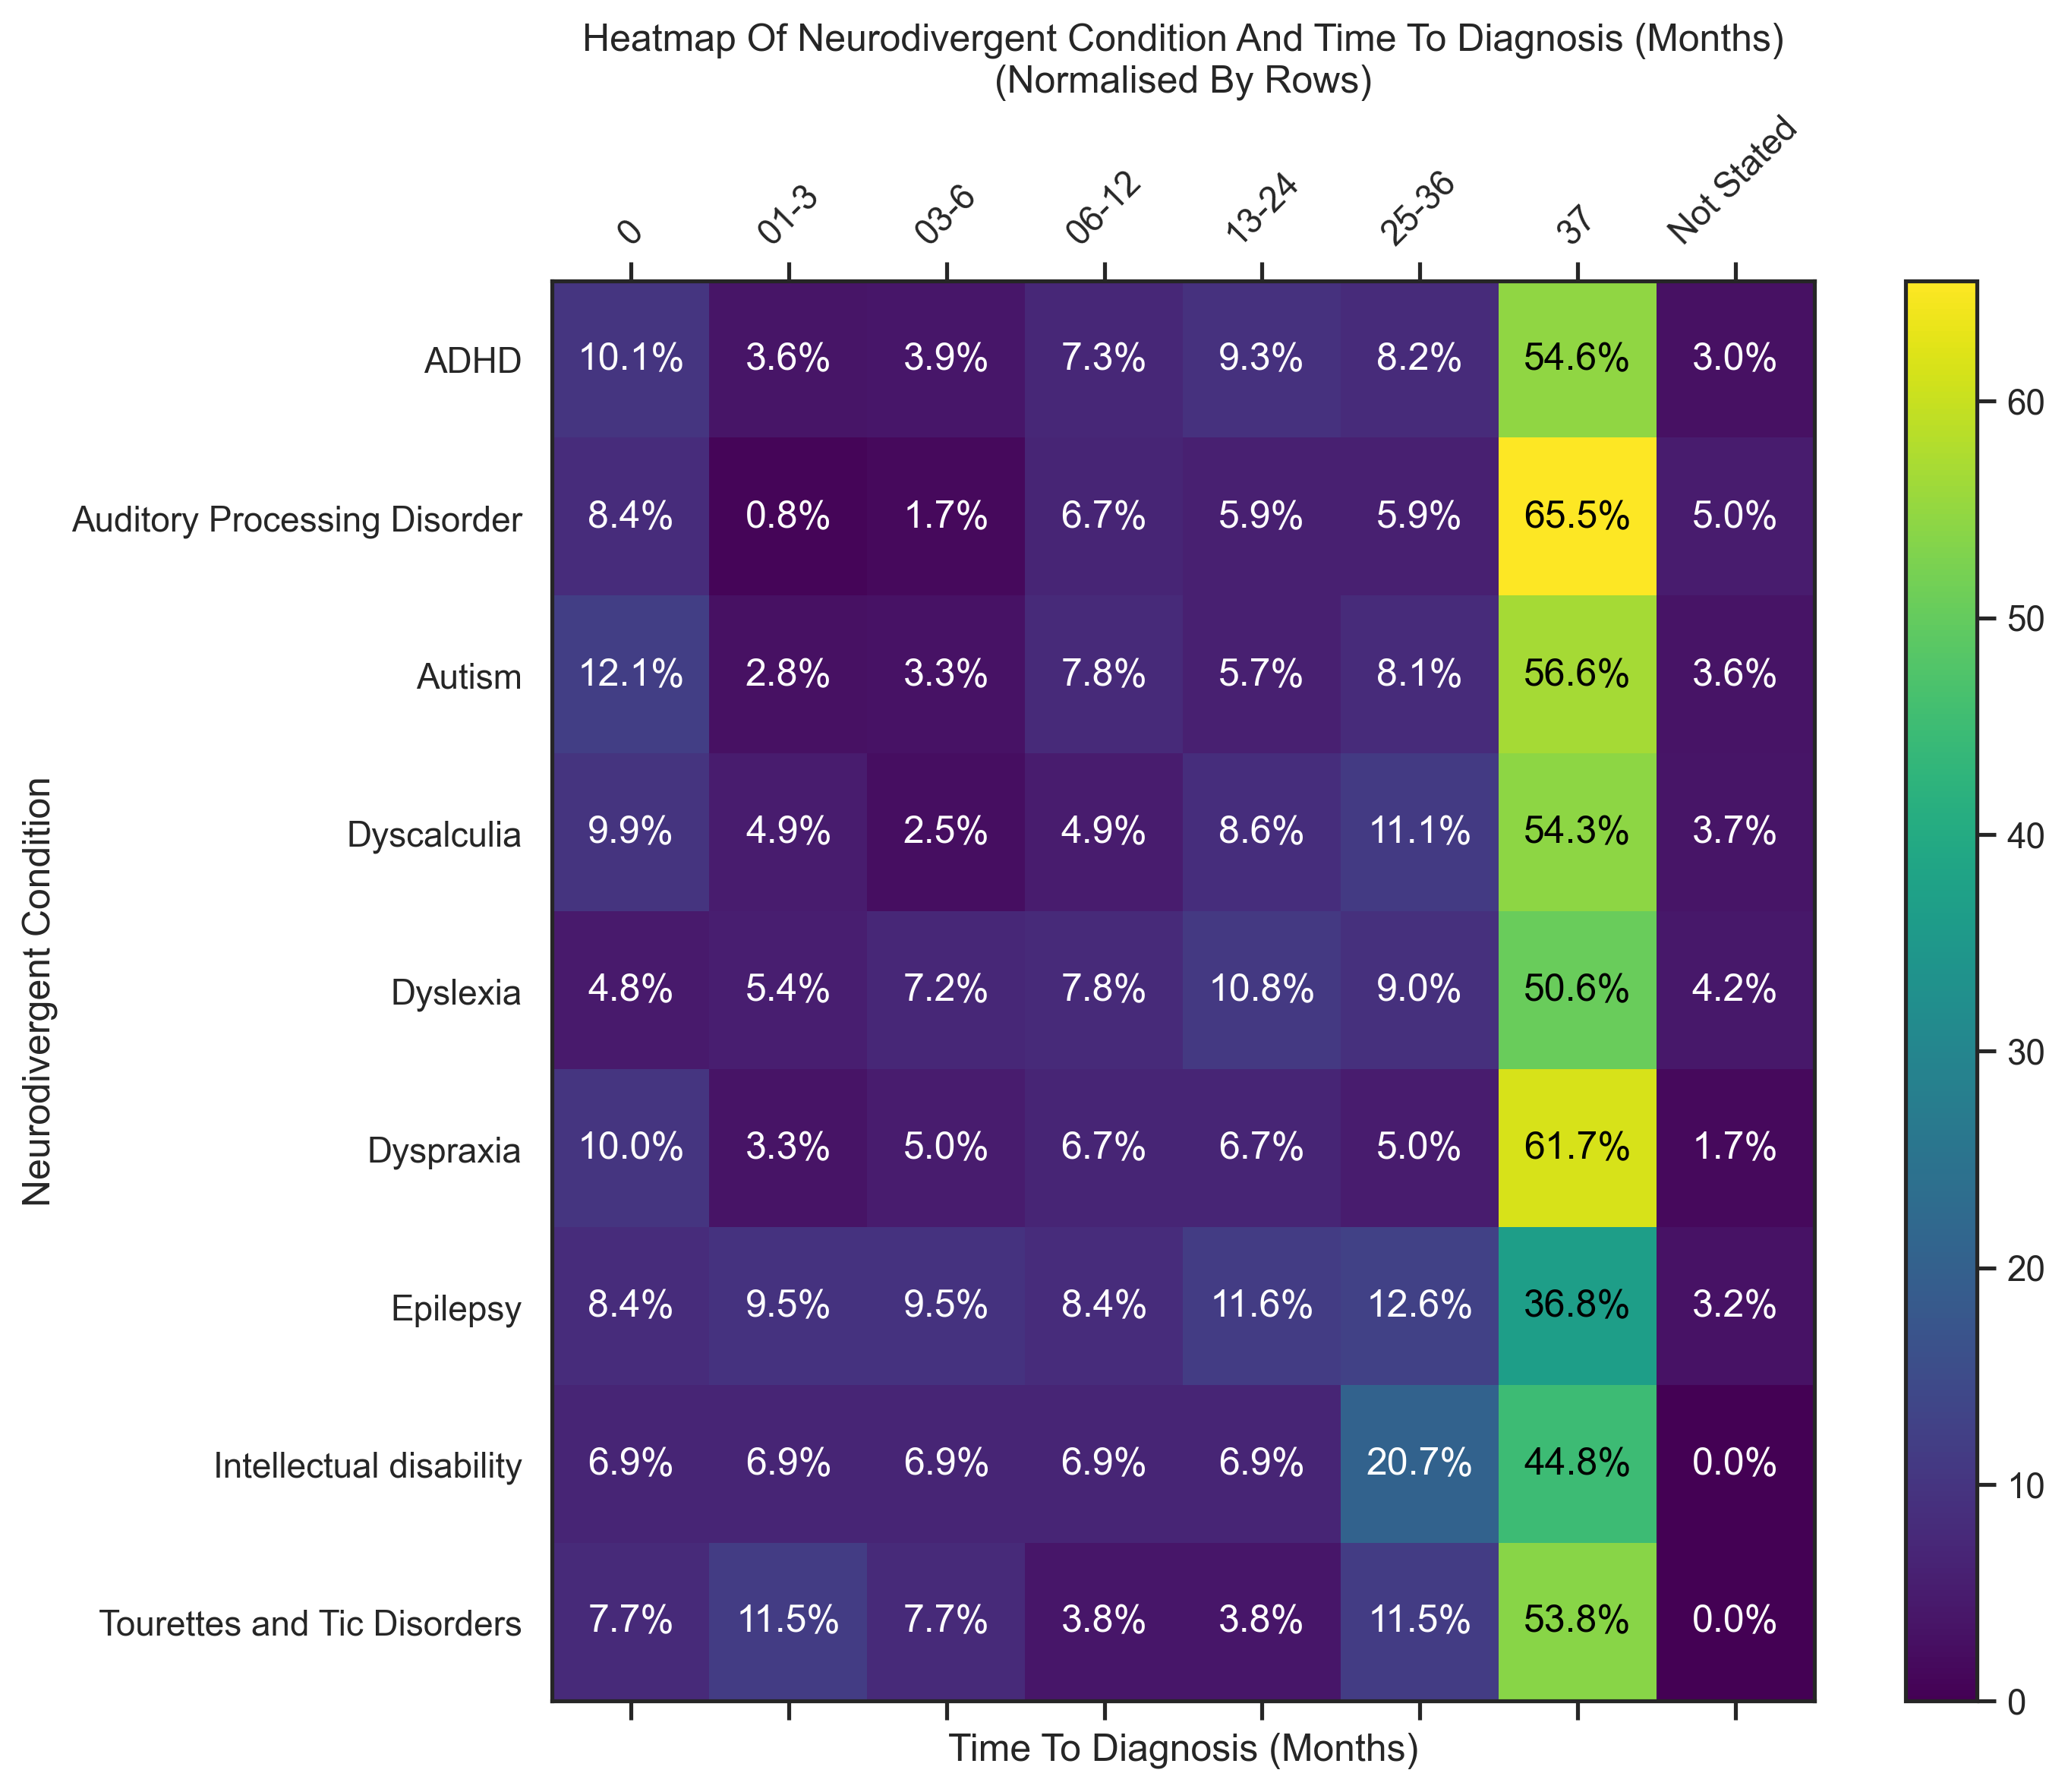 Heatmap Of Neurodivergent Condition And Time To Diagnosis (Months)
(Normalised By Rows)
0 01-3 03-6 06-12 13-24 25-36 37 Not Stated
ADHD 10.1% 3.6% 3.9% 7.3% 9.3% 8.2% 54.6% 3.0%
Auditory Processing Disorder 8.4% 0.8% 1.7% 6.7% 5.9% 5.9% 65.5% 5.0%
Autism 12.1% 2.8% 3.3% 7.8% 5.7% 8.1% 56.6% 3.6%
Dyscalculia 9.9% 4.9% 2.5% 4.9% 8.6% 11.1% 54.3% 3.7%
Dyslexia 4.8% 5.4% 7.2% 7.8% 10.8% 9.0% 50.6% 4.2%
Dyspraxia 10.0% 3.3% 5.0% 6.7% 6.7% 5.0% 61.7% 1.7%
Epilepsy 8.4% 9.5% 9.5% 8.4% 11.6% 12.6% 36.8% 3.2%
Intellectual disability 6.9% 6.9% 6.9% 6.9% 6.9% 20.7% 44.8% 0.0%
Tourettes and Tic Disorders 7.7% 11.5% 7.7% 3.8% 3.8% 11.5% 53.8% 0.0%
Neurodivergent Condition
Time To Diagnosis (Months)
60
50
40
30
20
10
0